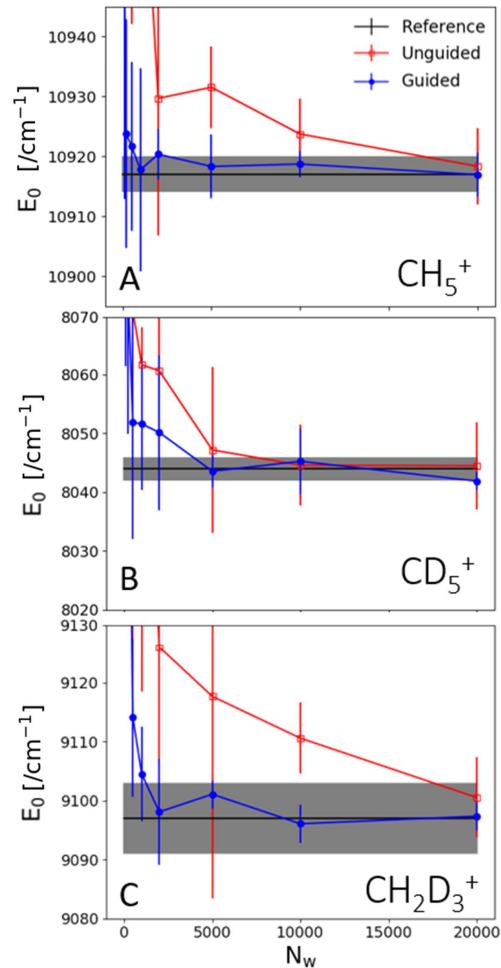 Reference
Unguided
Guided
10940
10930
10920
10910
10900
E₀ [/cm⁻¹]
A
CH₅⁺
8070
8060
8050
8040
8030
8020
E₀ [/cm⁻¹]
B
CD₅⁺
9130
9120
9110
9100
9090
9080
E₀ [/cm⁻¹]
C
CH₂D₃⁺
0 5000 10000 15000 20000
N_w